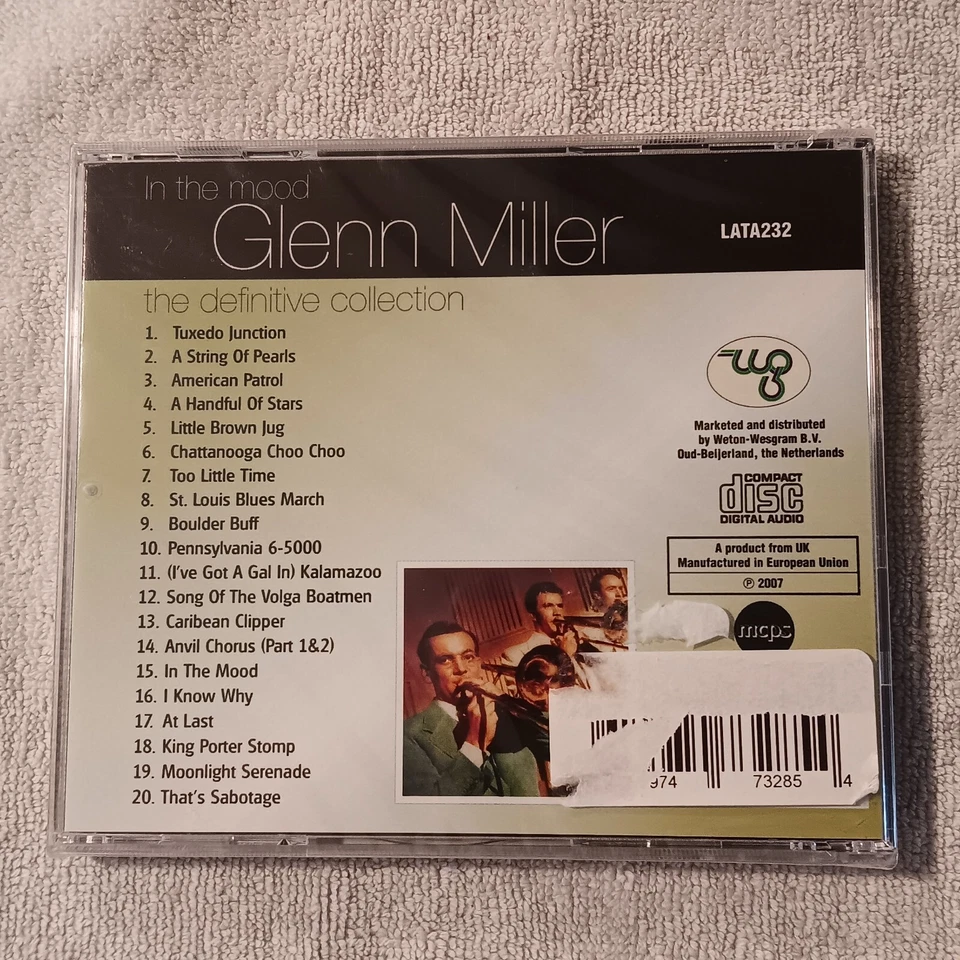 In the mood
Glenn Miller
LATA232
the definitive collection
1. Tuxedo Junction
2. A String Of Pearls
3. American Patrol
4. A Handful Of Stars
5. Little Brown Jug
6. Chattanooga Choo Choo
7. Too Little Time
8. St. Louis Blues March
9. Boulder Buff
10. Pennsylvania 6-5000
11. (I've Got A Gal In) Kalamazoo
12. Song Of The Volga Boatmen
13. Caribean Clipper
14. Anvil Chorus (Part 1&2)
15. In The Mood
16. I Know Why
17. At Last
18. King Porter Stomp
19. Moonlight Serenade
20. That's Sabotage
wg
Marketed and distributed
by Weton-Wesgram B.V.
Oud-Beijerland, the Netherlands
COMPACT
disc
DIGITAL AUDIO
A product from UK
Manufactured in European Union
℗ 2007
mcps
974 73285 4